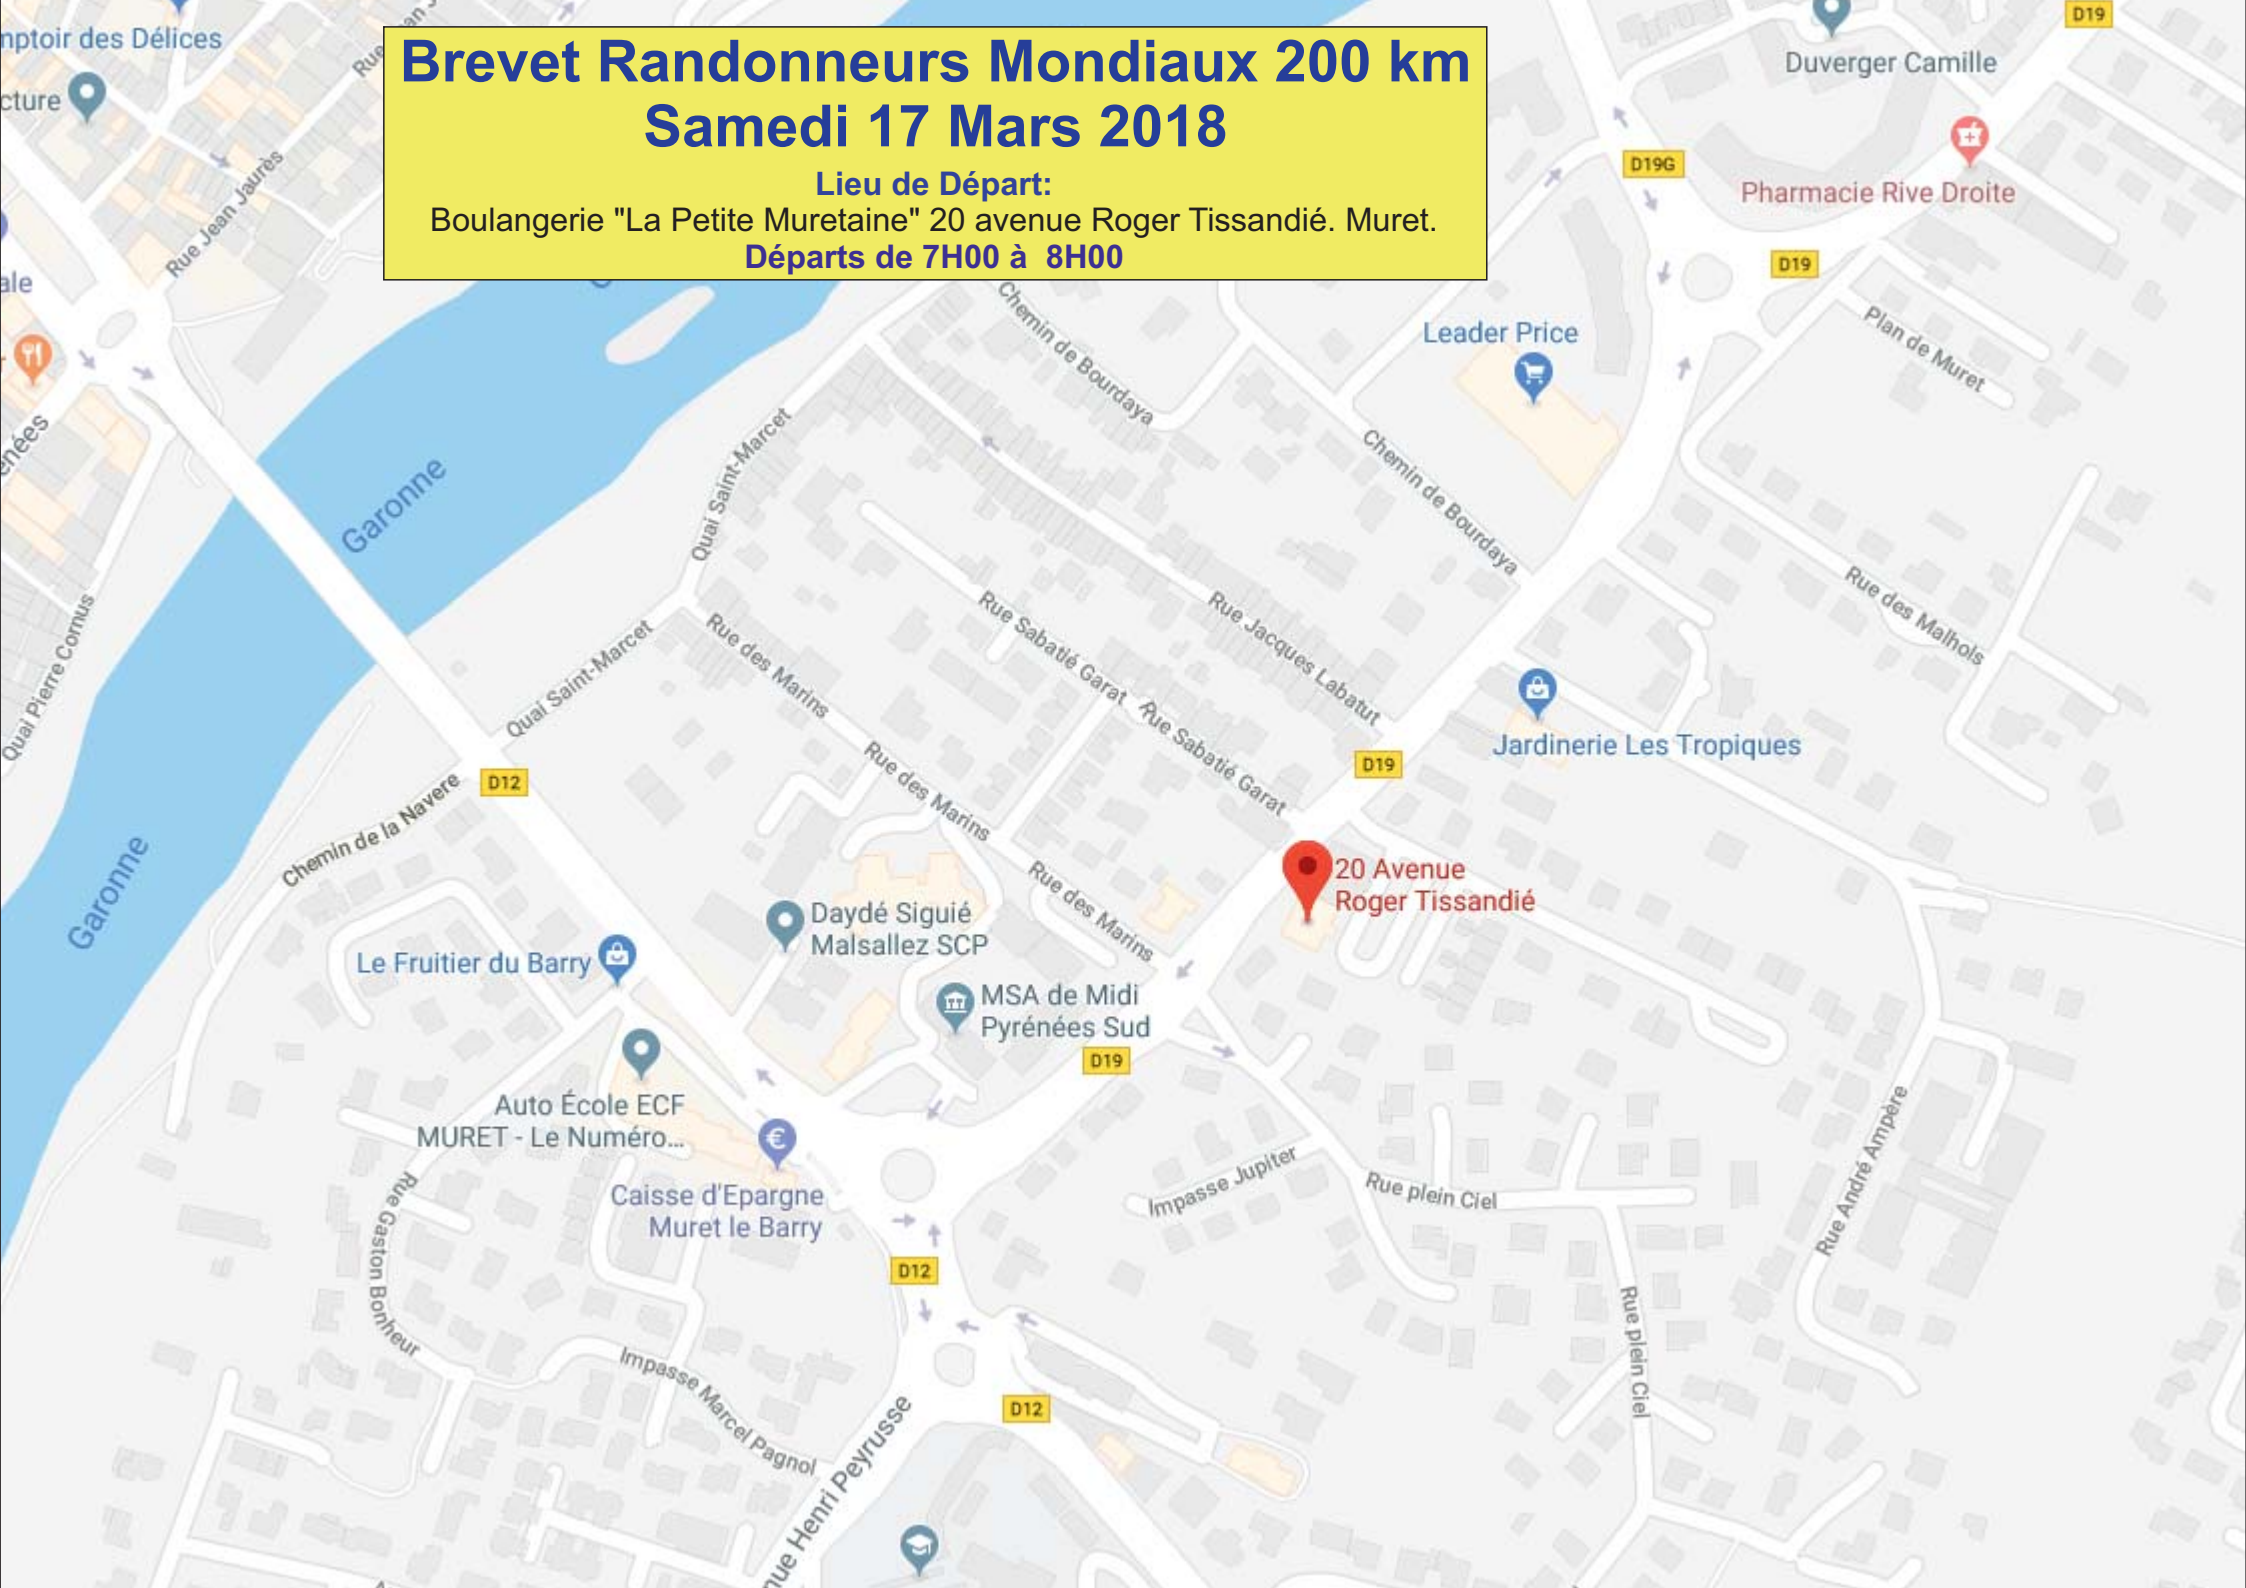 Brevet Randonneurs Mondiaux 200 km
Samedi 17 Mars 2018
Lieu de Départ:
Boulangerie "La Petite Muretaine" 20 avenue Roger Tissandié. Muret.
Départs de 7H00 à 8H00
D19
Duverger Camille
Rue Jean Jaurès
D19G
Pharmacie Rive Droite
D19
Plan de Muret
Leader Price
Chemin de Bourdaya
Chemin de Bourdaya
Quai Saint-Marcet
Garonne
Rue Jacques Labatut
Rue des Malhols
Quai Pierre Cornus
Quai Saint-Marcet
Rue des Marins
Rue Sabatié Garat
Rue Sabatié Garat
Jardinerie Les Tropiques
D19
D12
Chemin de la Navere
Rue des Marins
Garonne
20 Avenue
Roger Tissandié
Rue des Marins
Daydé Siguié
Malsallez SCP
Le Fruitier du Barry
MSA de Midi
Pyrénées Sud
D19
Auto École ECF
MURET - Le Numéro...
Caisse d'Epargne
Muret le Barry
Impasse Jupiter
Rue plein Ciel
Rue André Ampère
Rue Gaston Bonheur
D12
Rue plein Ciel
Impasse Marcel Pagnol
D12
Henri Peyrusse